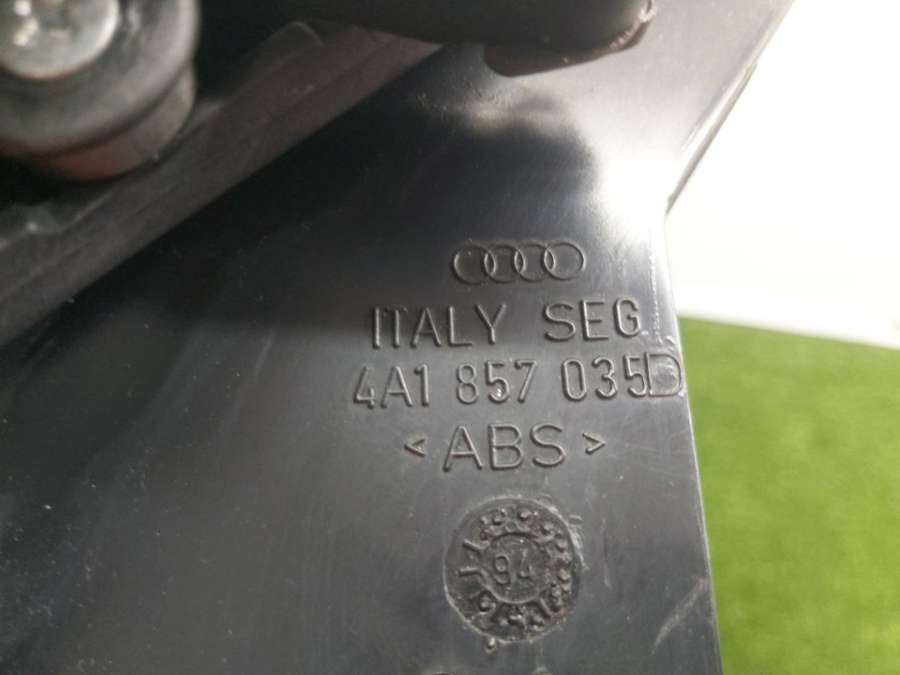 ITALY SEG
4A1 857 035D
< ABS >
94